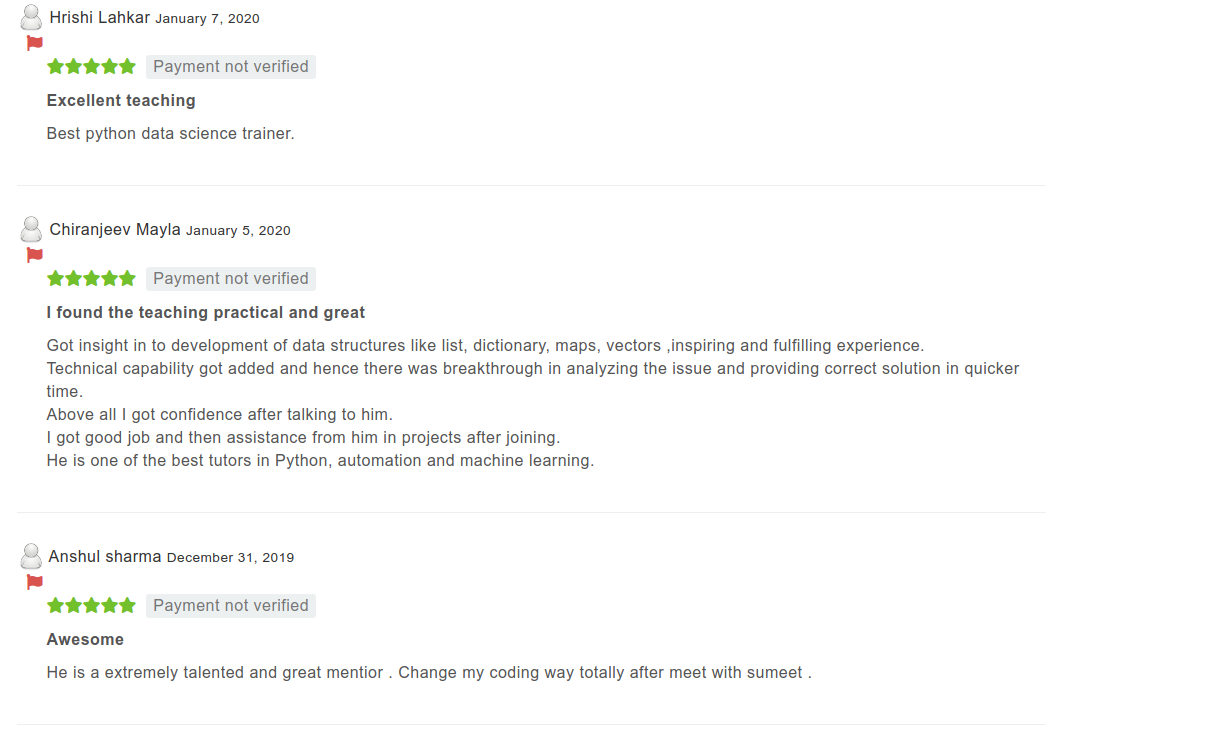 Hrishi Lahkar January 7, 2020
Payment not verified
Excellent teaching
Best python data science trainer.
Chiranjeev Mayla January 5, 2020
Payment not verified
I found the teaching practical and great
Got insight in to development of data structures like list, dictionary, maps, vectors ,inspiring and fulfilling experience.
Technical capability got added and hence there was breakthrough in analyzing the issue and providing correct solution in quicker
time.
Above all I got confidence after talking to him.
I got good job and then assistance from him in projects after joining.
He is one of the best tutors in Python, automation and machine learning.
Anshul sharma December 31, 2019
Payment not verified
Awesome
He is a extremely talented and great mentior . Change my coding way totally after meet with sumeet .